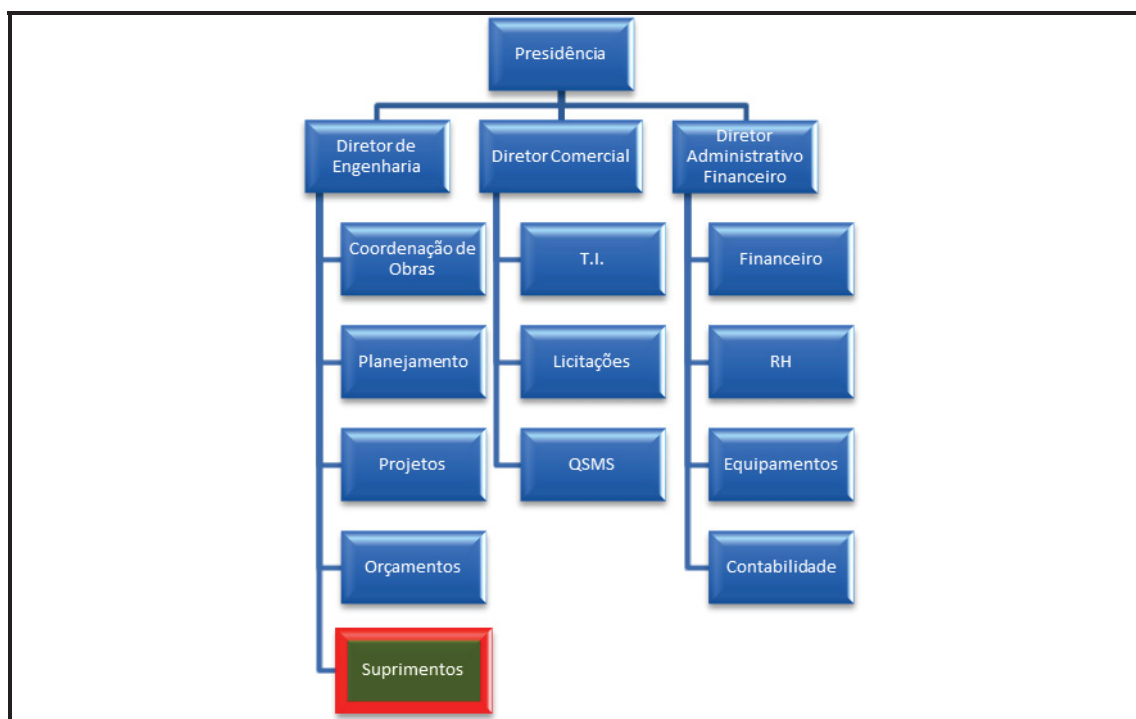 Presidência
Diretor de
Engenharia
Diretor Comercial
Diretor
Administrativo
Financeiro
Coordenação de
Obras
T.I.
Financeiro
Planejamento
Licitações
RH
Projetos
QSMS
Equipamentos
Orçamentos
Contabilidade
Suprimentos